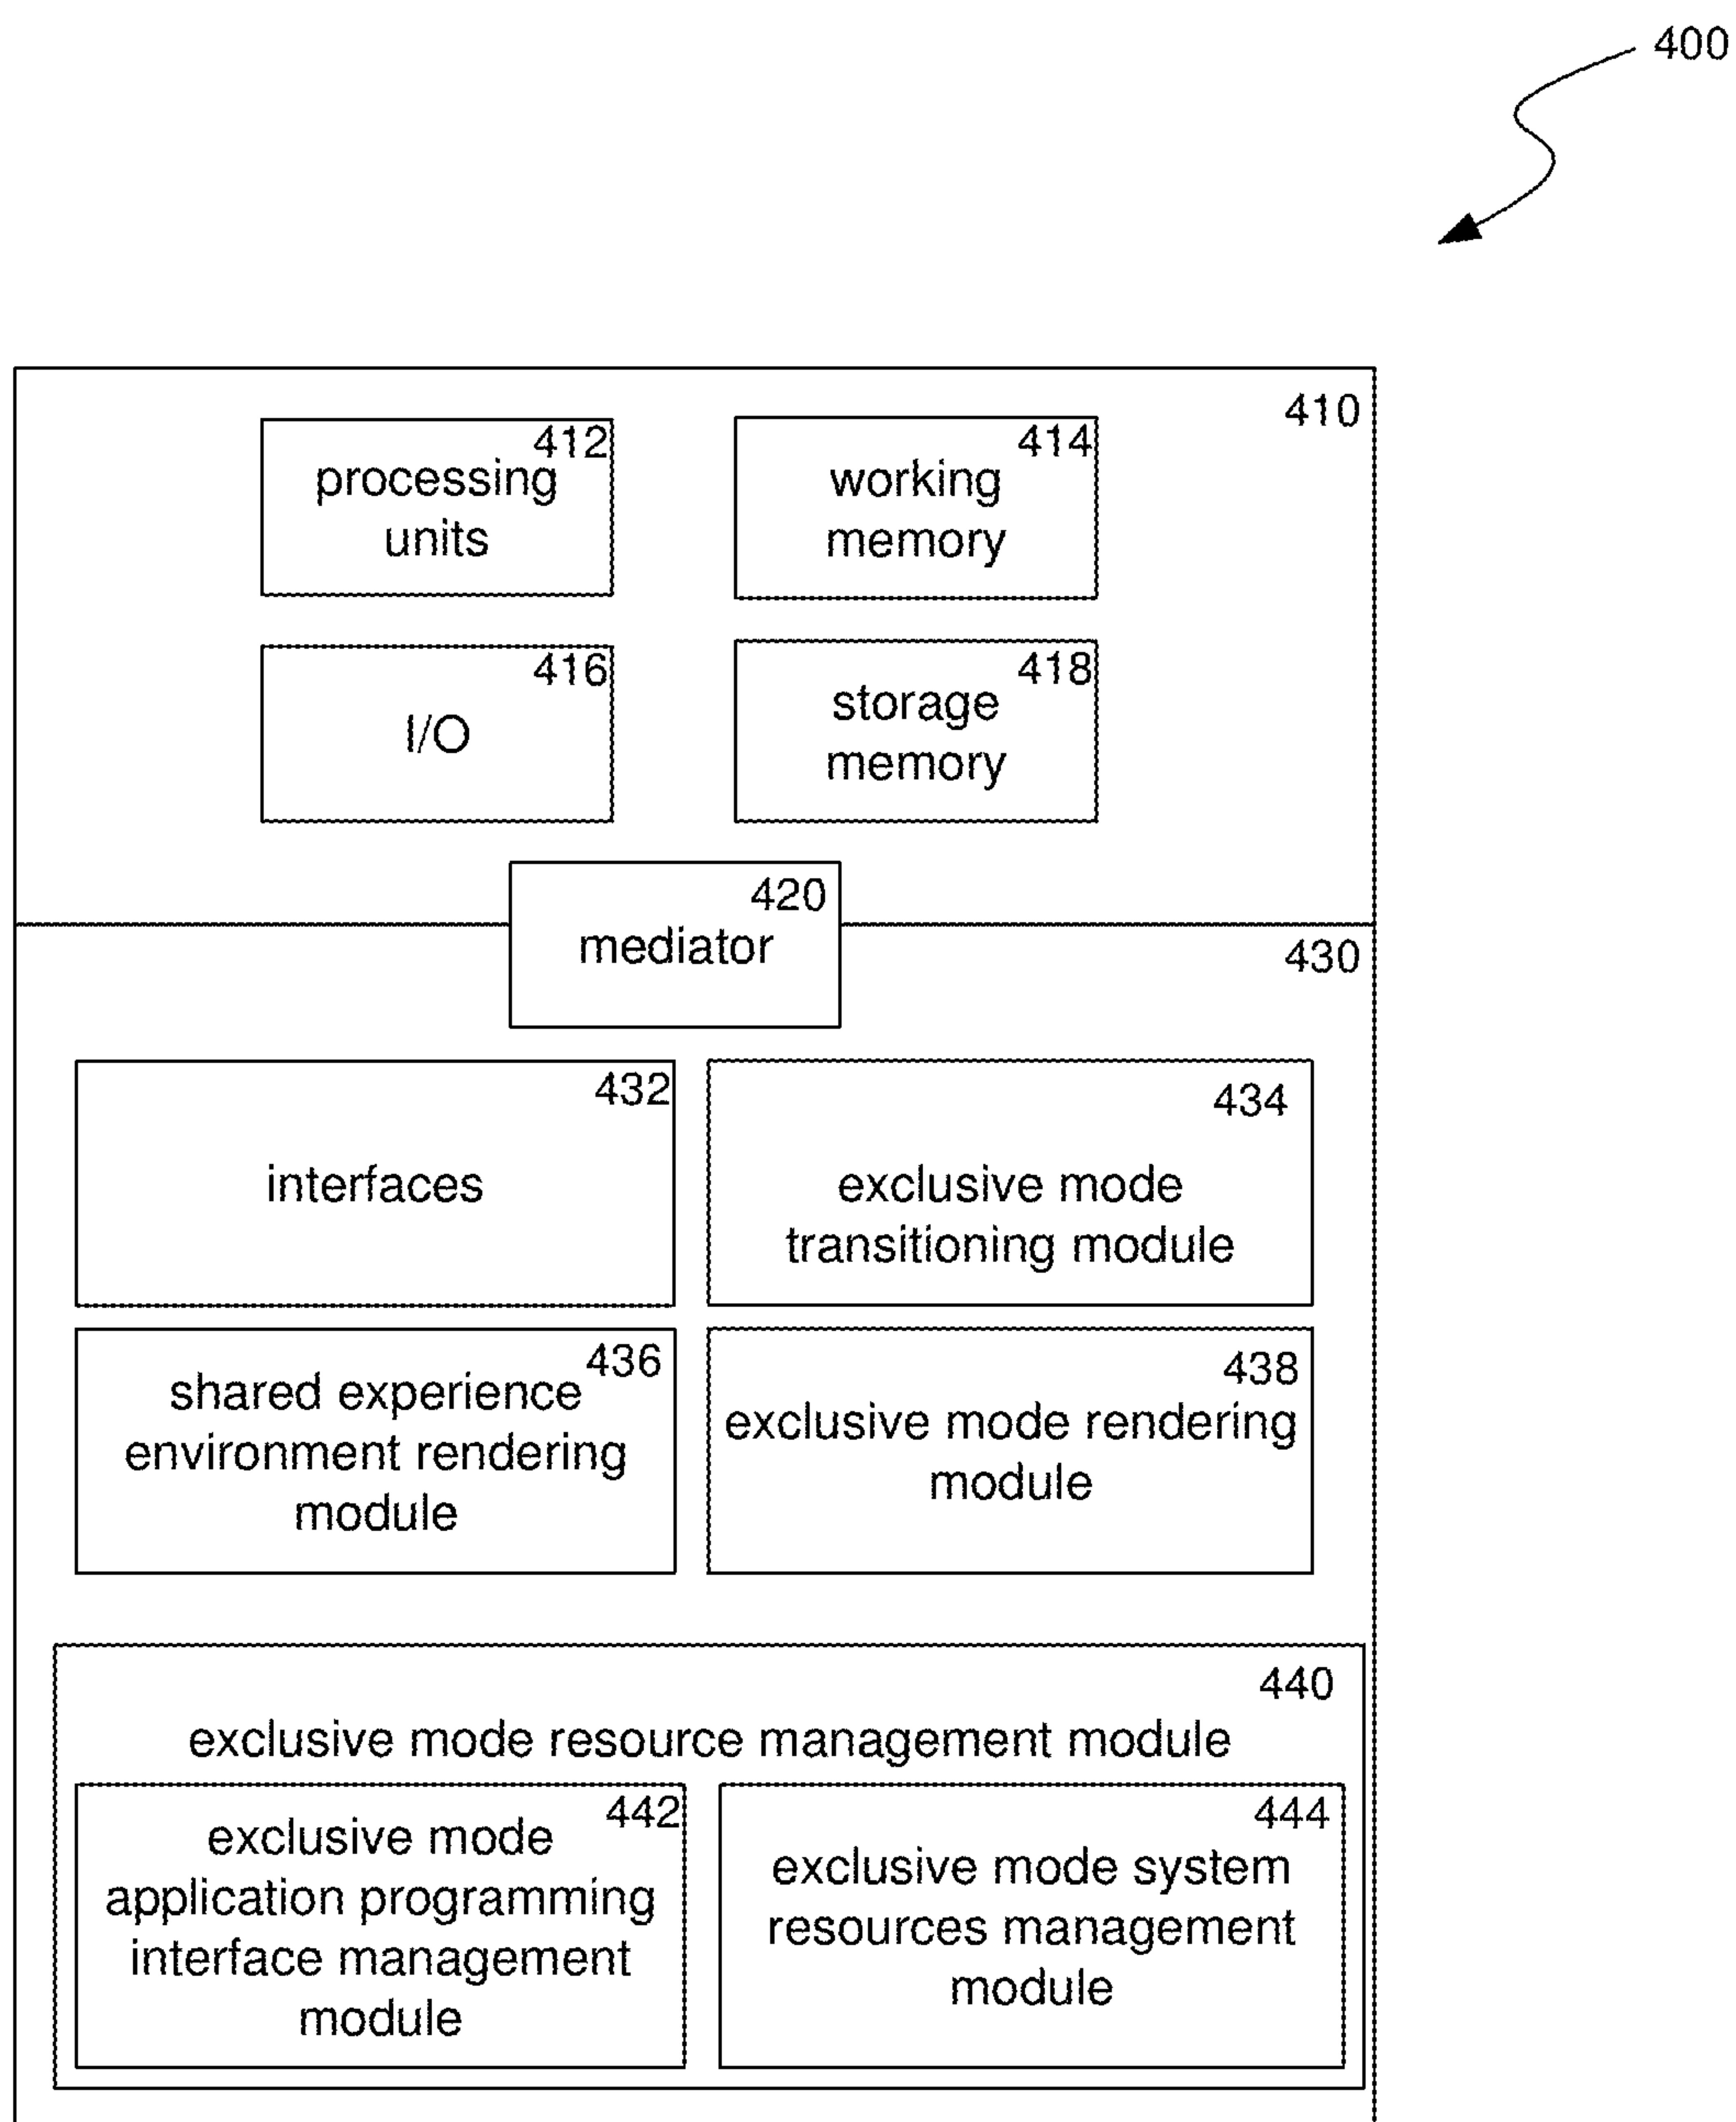 400
410
412
processing
units
414
working
memory
416
I/O
418
storage
memory
420
mediator
430
432
interfaces
434
exclusive mode
transitioning module
436
shared experience
environment rendering
module
438
exclusive mode rendering
module
440
exclusive mode resource management module
442
exclusive mode
application programming
interface management
module
444
exclusive mode system
resources management
module